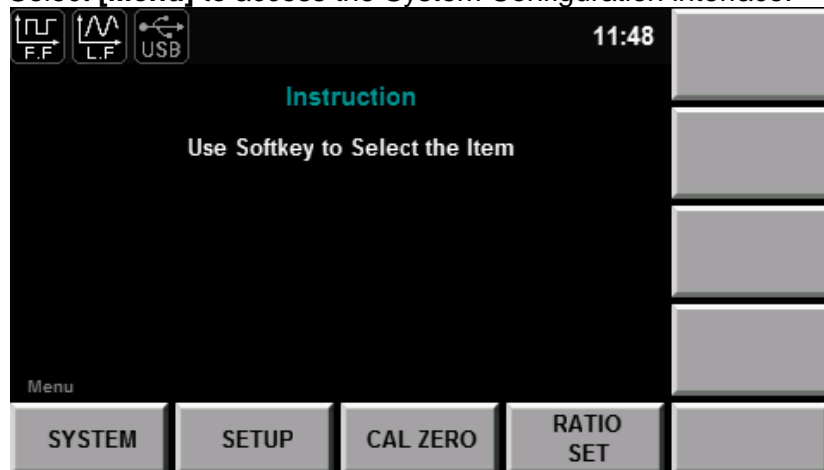 Select [Menu] to access the System Configuration interface.
F.F L.F USB 11:48
Instruction
Use Softkey to Select the Item
Menu
SYSTEM SETUP CAL ZERO RATIO SET